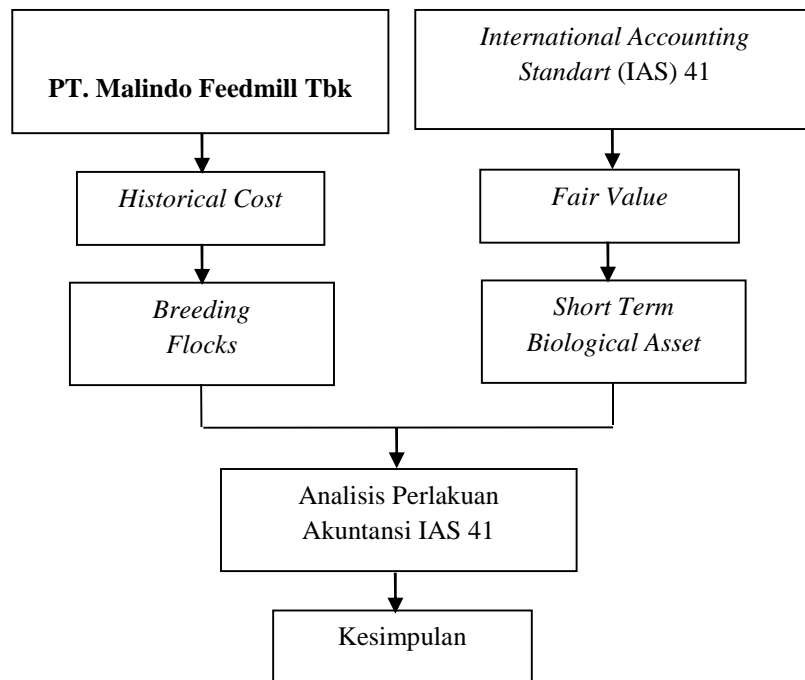 PT. Malindo Feedmill Tbk
International Accounting
Standart (IAS) 41
Historical Cost
Fair Value
Breeding
Flocks
Short Term
Biological Asset
Analisis Perlakuan
Akuntansi IAS 41
Kesimpulan